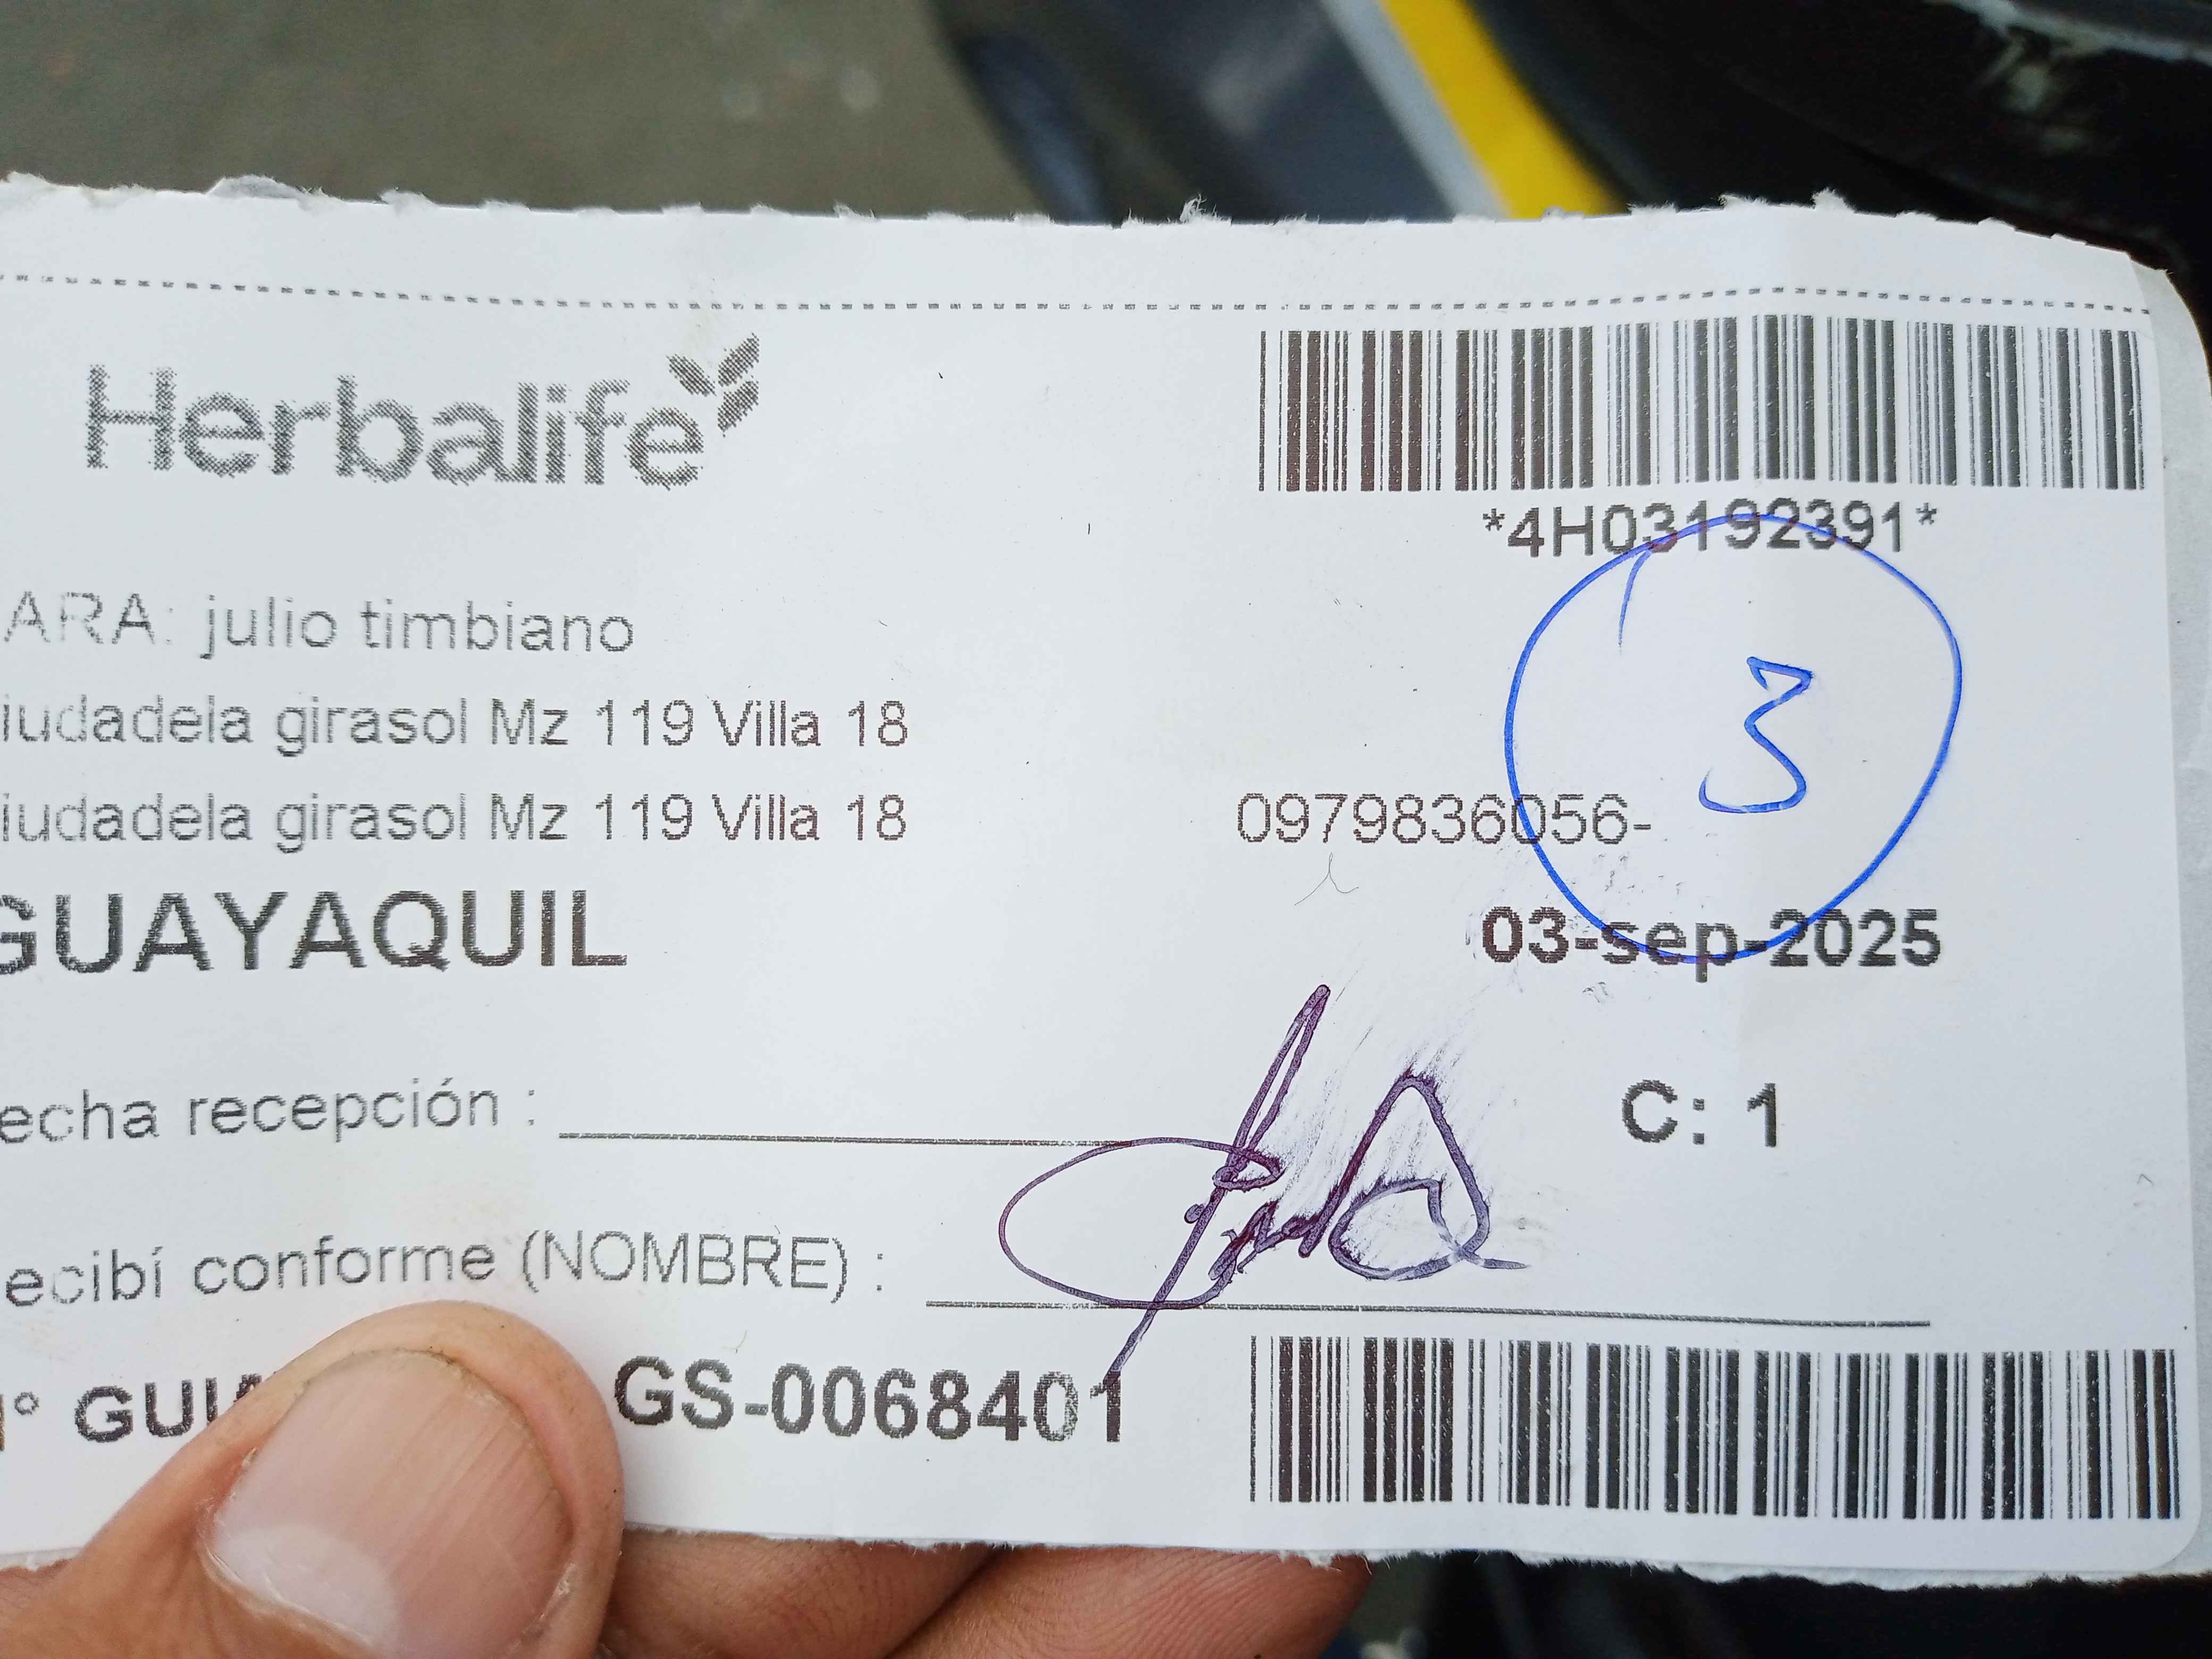 Herbalife
*4H03192391*
ARA: julio timbiano
3
iudadela girasol Mz 119 Villa 18
iudadela girasol Mz 119 Villa 18 0979836056-
GUAYAQUIL 03-sep-2025
echa recepción : C: 1
ecibí conforme (NOMBRE) :
N° GUIA GS-0068401